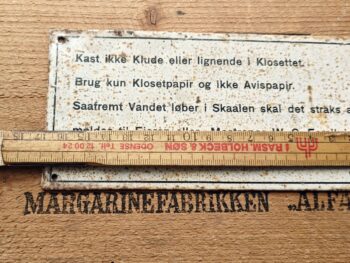 Kast ikke Klude eller lignende i Klosettet.
Brug kun Klosetpapir og ikke Avispapir.
Saafremt Vandet løber i Skaalen skal det straks
RASM. HOLBECK & SØN ODENSE Telf. 12 00 24
MARGARINEFABRIKKEN „ALFA